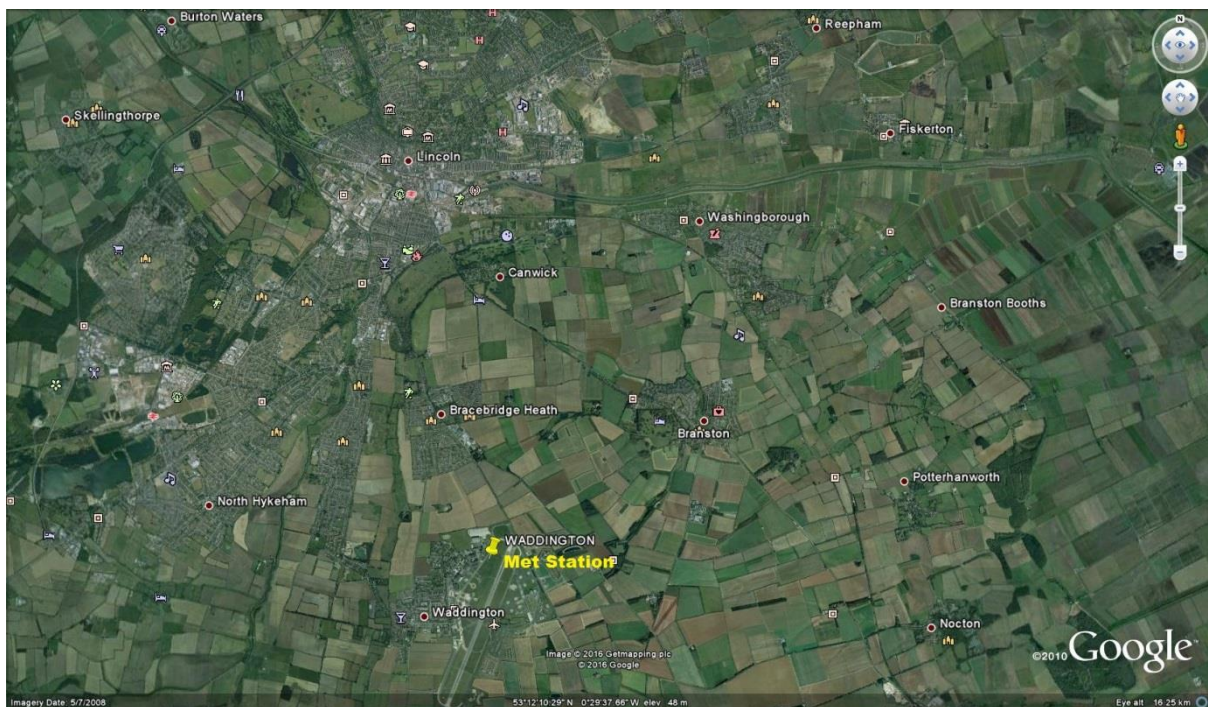 Burton Waters
Reepham
N
Skellingthorpe
Fiskerton
Lincoln
Washingborough
Canwick
Branston Booths
Bracebridge Heath
Branston
Potterhanworth
North Hykeham
WADDINGTON
Met Station
Waddington
Nocton
Image © 2016 Getmapping plc
© 2016 Google
©2010 Google™
Imagery Date: 5/7/2008 53°12'10.29" N 0°29'37.66" W elev 48 m Eye alt 16.25 km